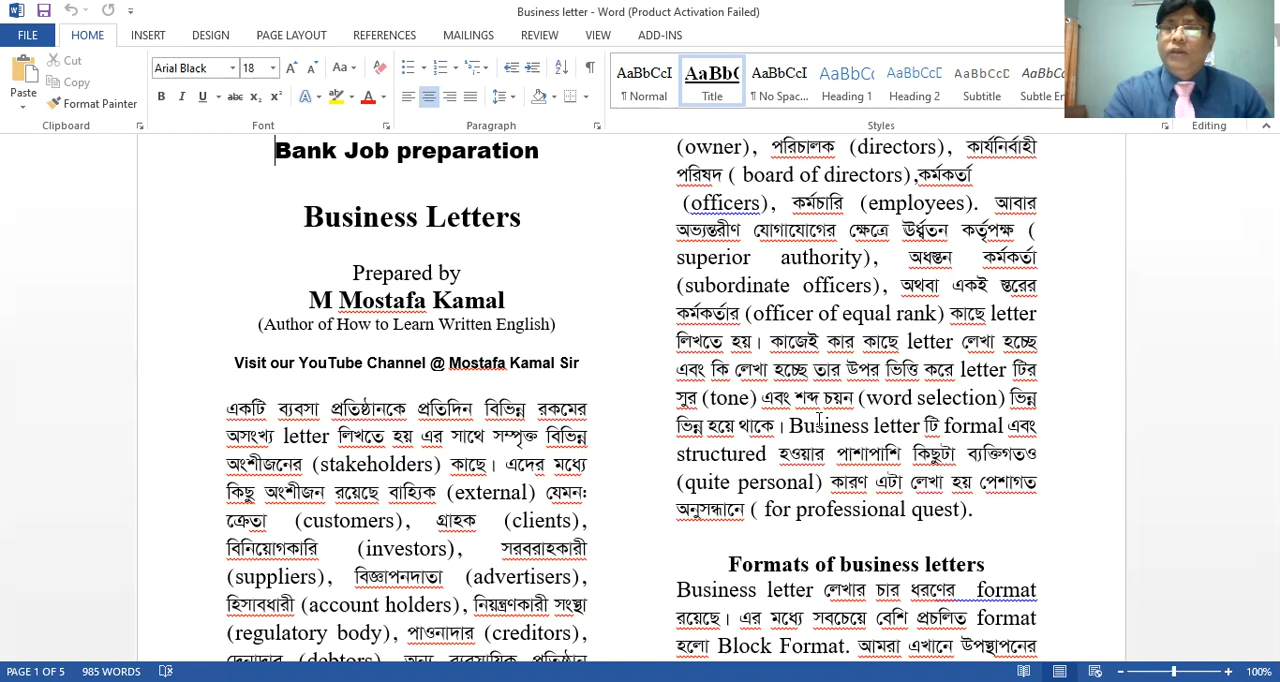 Business letter - Word (Product Activation Failed)
FILE HOME INSERT DESIGN PAGE LAYOUT REFERENCES MAILINGS REVIEW VIEW ADD-INS
Cut
Copy
Format Painter
Paste
Clipboard
Arial Black 18
Font
Paragraph
AaBbCcI AaBb( AaBbCcI AaBbC AaBbCcD AaBbCcD AaBbCcD
¶ Normal Title ¶ No Spac... Heading 1 Heading 2 Subtitle Subtle
Styles
Editing
Bank Job preparation
Business Letters
Prepared by
M Mostafa Kamal
(Author of How to Learn Written English)
Visit our YouTube Channel @ Mostafa Kamal Sir
একটি ব্যবসা প্রতিষ্ঠানকে প্রতিদিন বিভিন্ন রকমের
অসংখ্য letter লিখতে হয় এর সাথে সম্পৃক্ত বিভিন্ন
অংশীজনের (stakeholders) কাছে। এদের মধ্যে
কিছু অংশীজন রয়েছে বাহ্যিক (external) যেমন:
ক্রেতা (customers), গ্রাহক (clients),
বিনিয়োগকারি (investors), সরবরাহকারী
(suppliers), বিজ্ঞাপনদাতা (advertisers),
হিসাবধারী (account holders), নিয়ন্ত্রণকারী সংস্থা
(regulatory body), পাওনাদার (creditors),
দেনাদার (debtors), অন্য ব্যবসায়িক প্রতিষ্ঠান
(owner), পরিচালক (directors), কার্যনির্বাহী
পরিষদ ( board of directors),কর্মকর্তা
(officers), কর্মচারি (employees). আবার
অভ্যন্তরীণ যোগাযোগের ক্ষেত্রে ঊর্ধ্বতন কর্তৃপক্ষ (
superior authority), অধস্তন কর্মকর্তা
(subordinate officers), অথবা একই স্তরের
কর্মকর্তার (officer of equal rank) কাছে letter
লিখতে হয়। কাজেই কার কাছে letter লেখা হচ্ছে
এবং কি লেখা হচ্ছে তার উপর ভিত্তি করে letter টির
সুর (tone) এবং শব্দ চয়ন (word selection) ভিন্ন
ভিন্ন হয়ে থাকে। Business letter টি formal এবং
structured হওয়ার পাশাপাশি কিছুটা ব্যক্তিগতও
(quite personal) কারণ এটা লেখা হয় পেশাগত
অনুসন্ধানে ( for professional quest).
Formats of business letters
Business letter লেখার চার ধরণের format
রয়েছে। এর মধ্যে সবচেয়ে বেশি প্রচলিত format
হলো Block Format. আমরা এখানে উপস্থাপনের
PAGE 1 OF 5 985 WORDS 100%